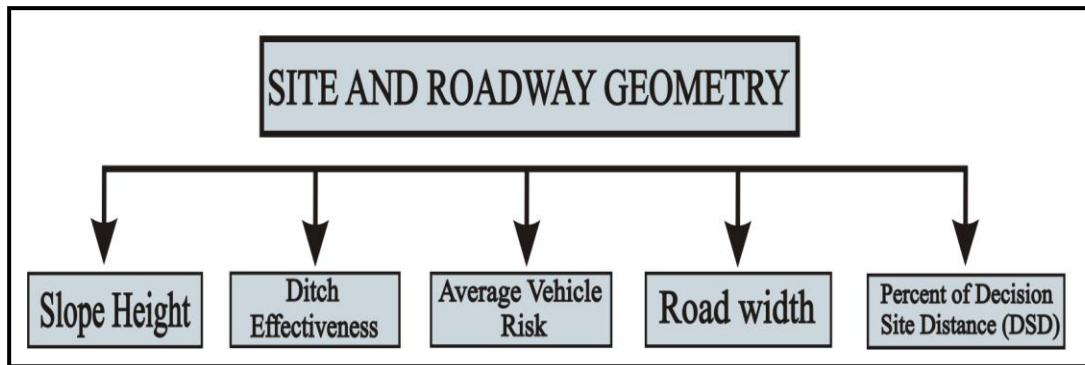 SITE AND ROADWAY GEOMETRY
Slope Height
Ditch
Effectiveness
Average Vehicle
Risk
Road width
Percent of Decision
Site Distance (DSD)